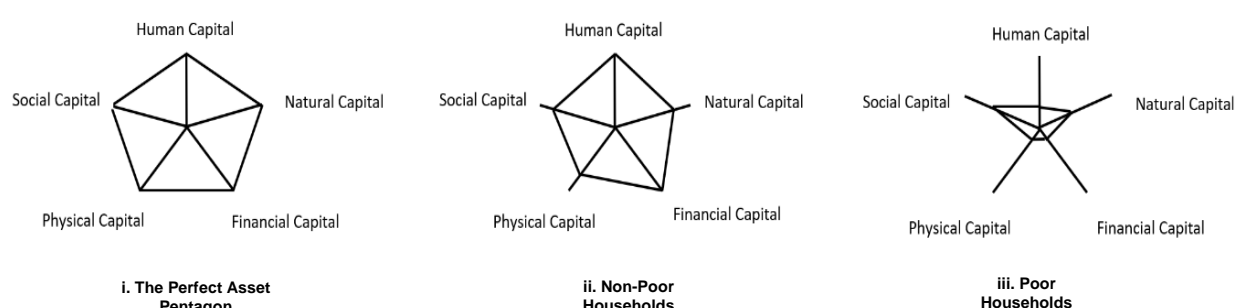 Human Capital
Social Capital
Natural Capital
Physical Capital
Financial Capital
i. The Perfect Asset
Pentagon
Human Capital
Social Capital
Natural Capital
Physical Capital
Financial Capital
ii. Non-Poor
Households
Human Capital
Social Capital
Natural Capital
Physical Capital
Financial Capital
iii. Poor
Households